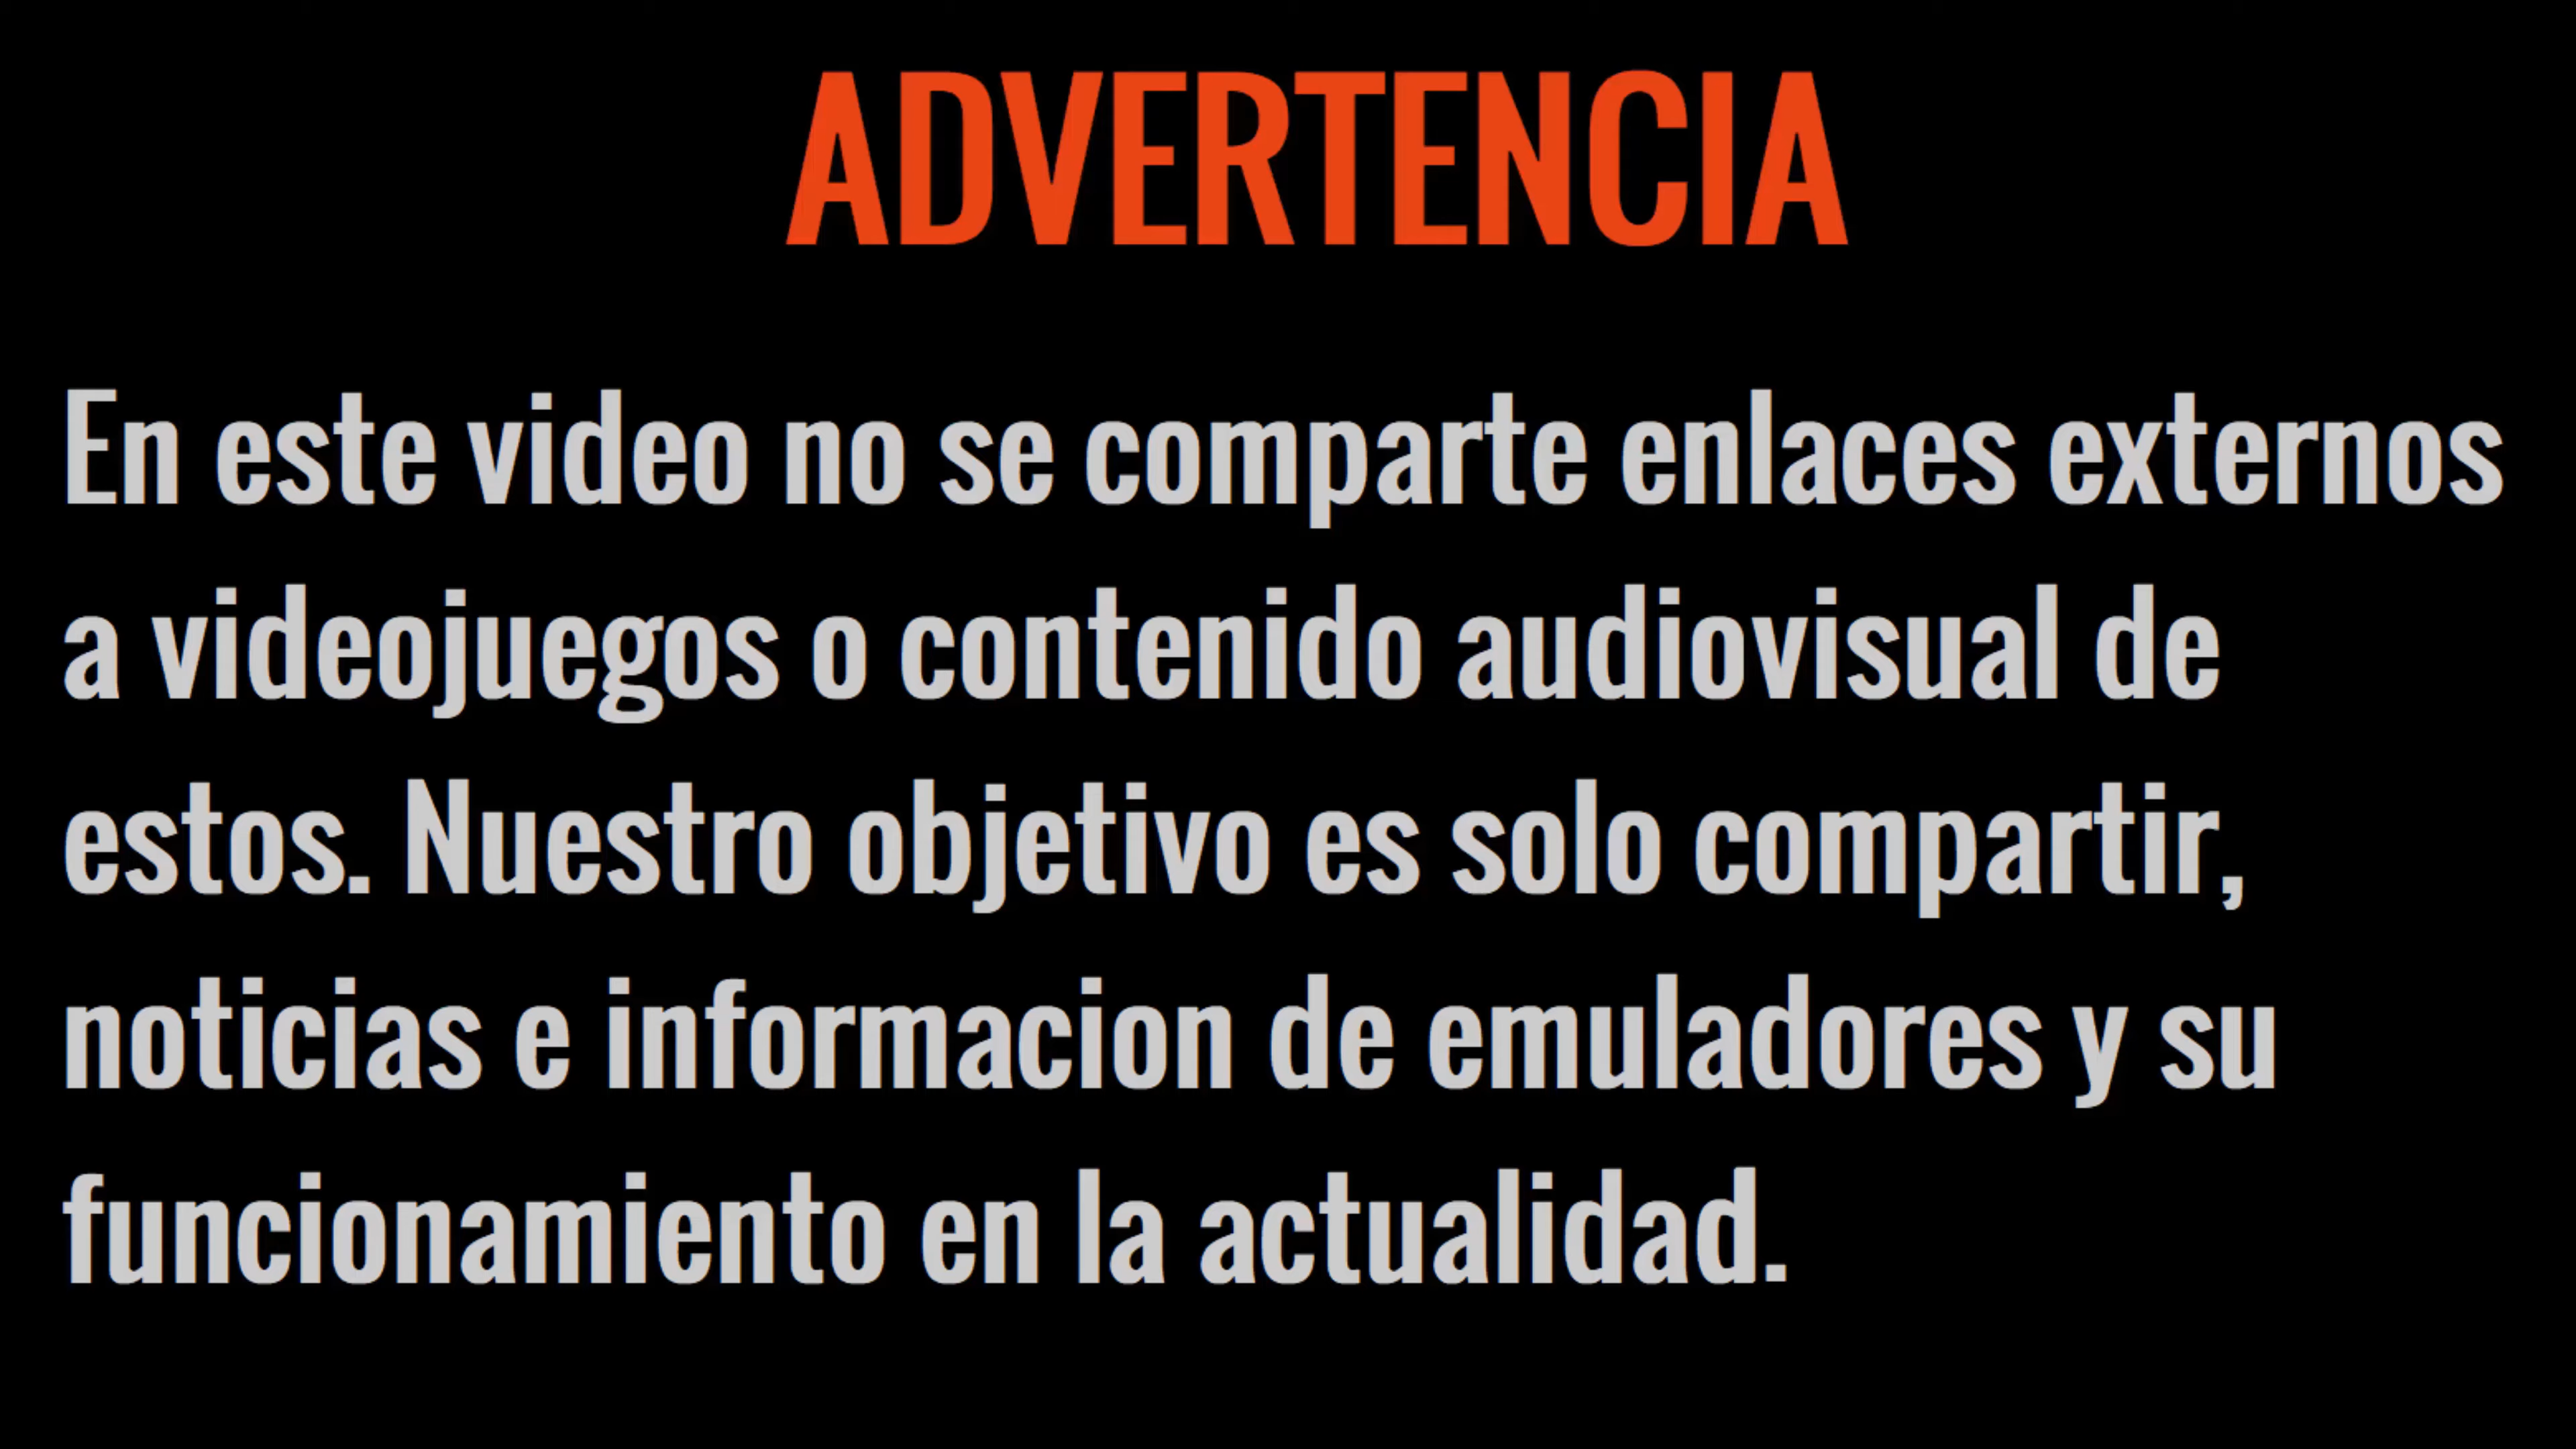 ADVERTENCIA
En este video no se comparte enlaces externos
a videojuegos o contenido audiovisual de
estos. Nuestro objetivo es solo compartir,
noticias e informacion de emuladores y su
funcionamiento en la actualidad.